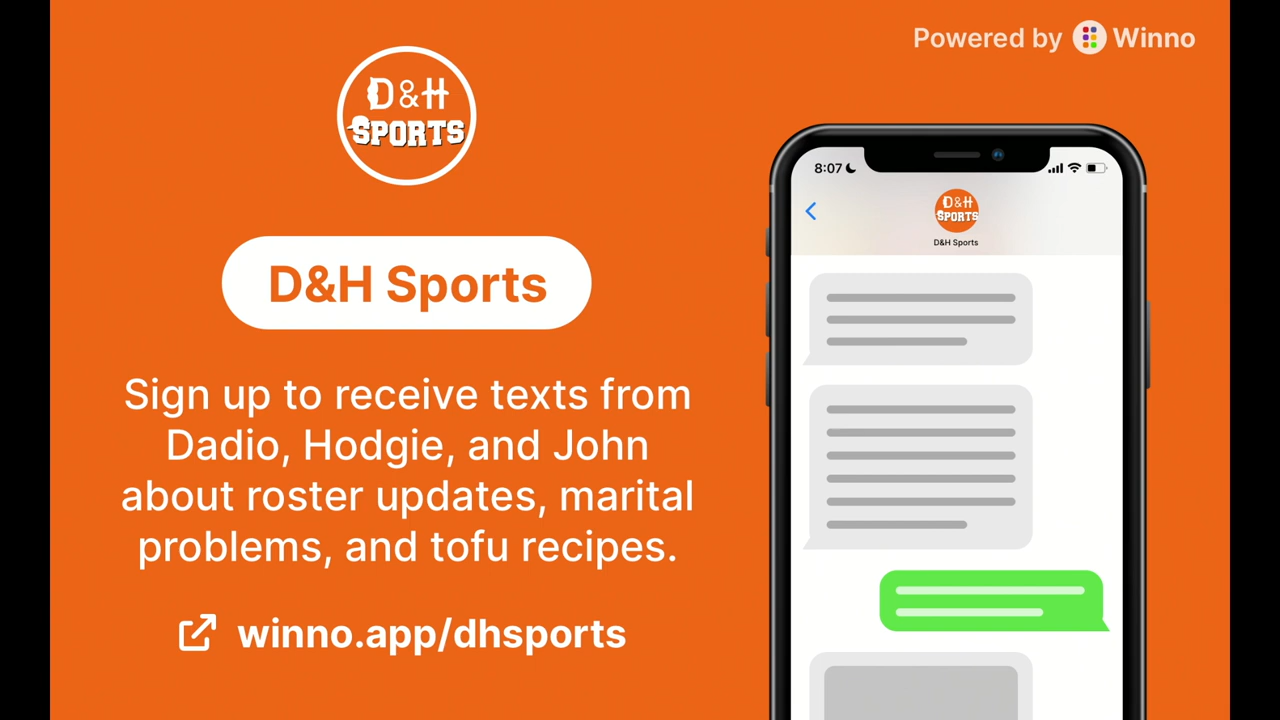 Powered by Winno
D&H
SPORTS
D&H Sports
Sign up to receive texts from
Dadio, Hodgie, and John
about roster updates, marital
problems, and tofu recipes.
winno.app/dhsports
8:07
D&H
SPORTS
D&H Sports